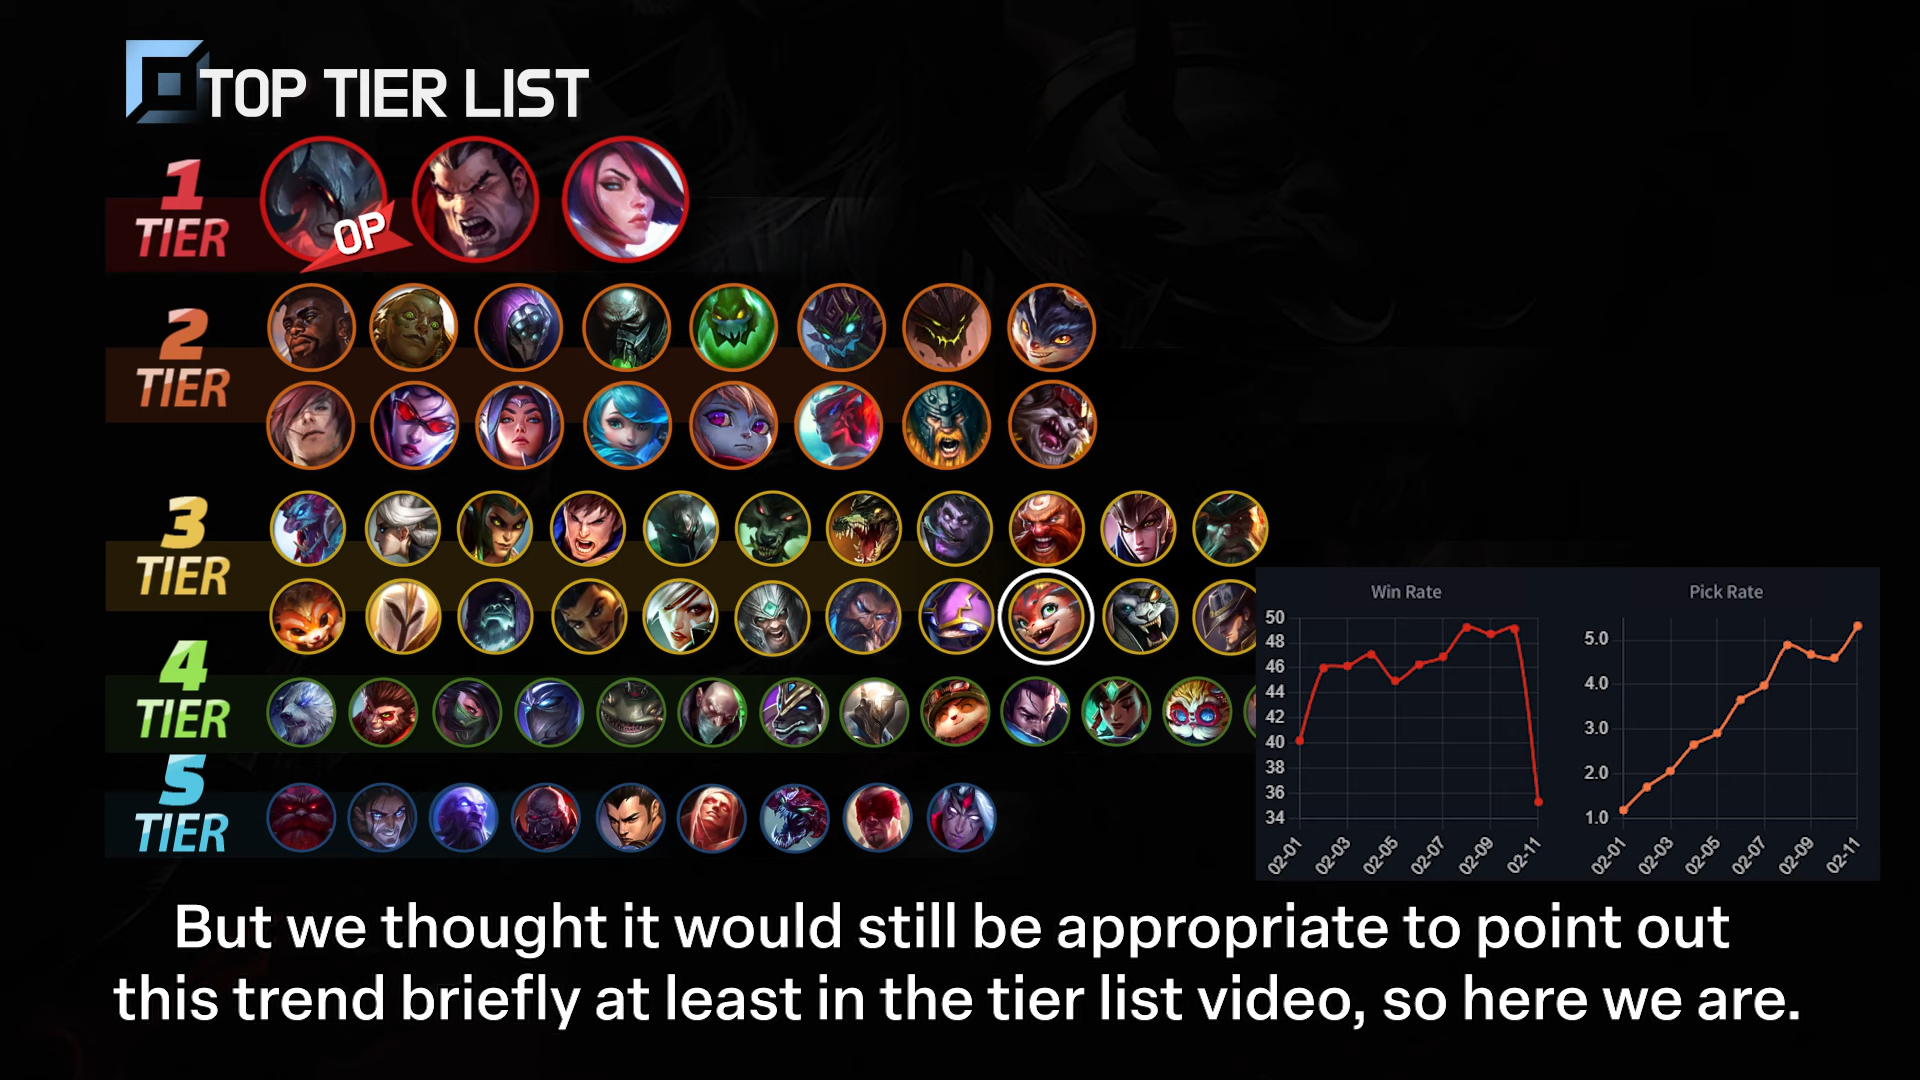 TOP TIER LIST
1
TIER
OP
2
TIER
3
TIER
4
TIER
5
TIER
Win Rate
50
48
46
44
42
40
38
36
34
02-01
02-03
02-05
02-07
02-09
02-11
Pick Rate
5.0
4.0
3.0
2.0
1.0
02-01
02-03
02-05
02-07
02-09
02-11
But we thought it would still be appropriate to point out
this trend briefly at least in the tier list video, so here we are.